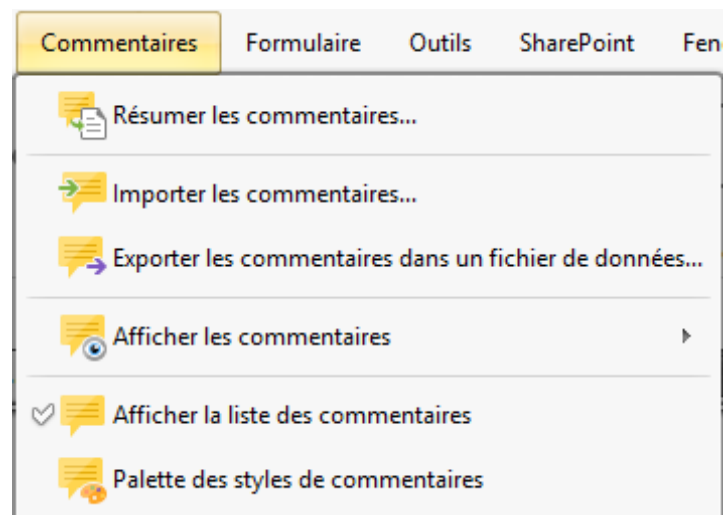 Commentaires Formulaire Outils SharePoint Fen
Résumer les commentaires...
Importer les commentaires...
Exporter les commentaires dans un fichier de données...
Afficher les commentaires
Afficher la liste des commentaires
Palette des styles de commentaires